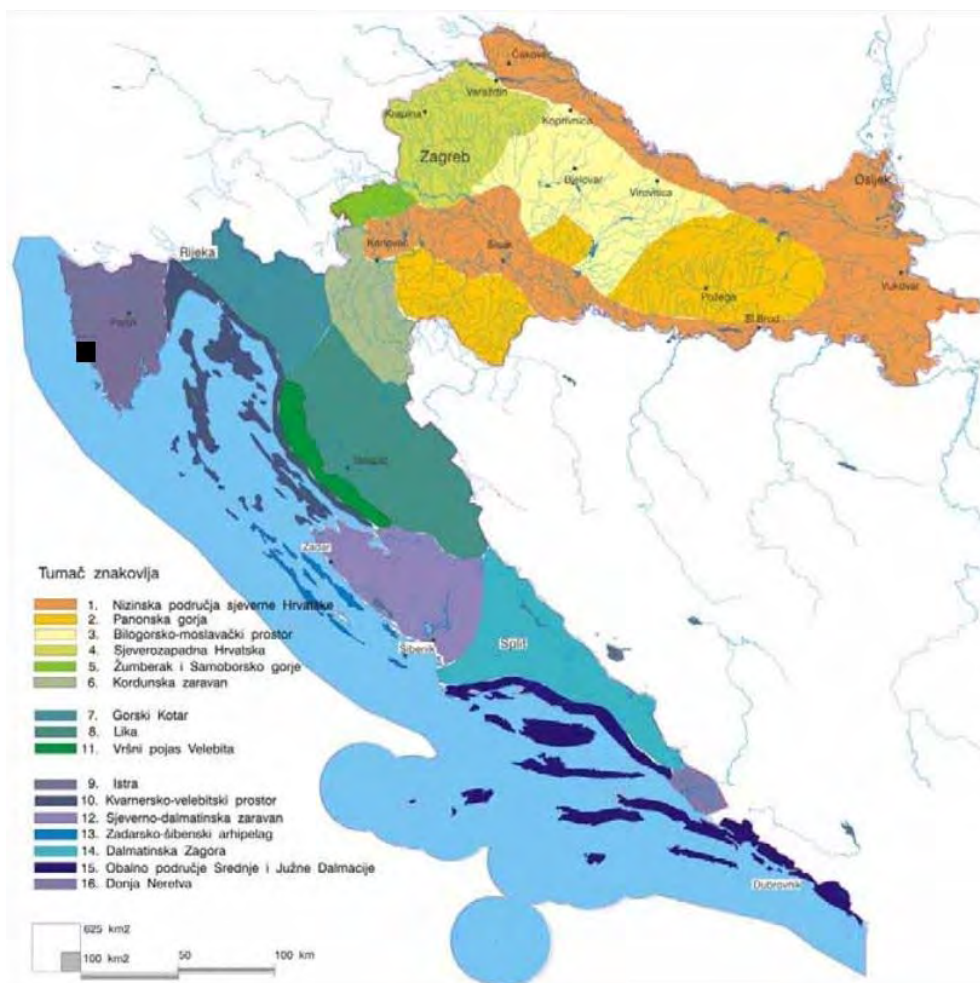 Čakovec
Varaždin
Krapina
Koprivnica
Zagreb
Bjelovar
Virovitica
Osijek
Rijeka
Karlovac
Sisak
Vukovar
Požega
Sl.Brod
Pazin
Gospić
Zadar
Šibenik
Split
Dubrovnik
Tumač znakovlja
1. Nizinska područja sjeverne Hrvatske
2. Panonska gorja
3. Bilogorsko-moslavački prostor
4. Sjeverozapadna Hrvatska
5. Žumberak i Samoborsko gorje
6. Kordunska zaravan
7. Gorski Kotar
8. Lika
11. Vršni pojas Velebita
9. Istra
10. Kvarnersko-velebitski prostor
12. Sjeverno-dalmatinska zaravan
13. Zadarsko-šibenski arhipelag
14. Dalmatinska Zagora
15. Obalno područje Srednje i Južne Dalmacije
16. Donja Neretva
625 km2
100 km2
50
100 km